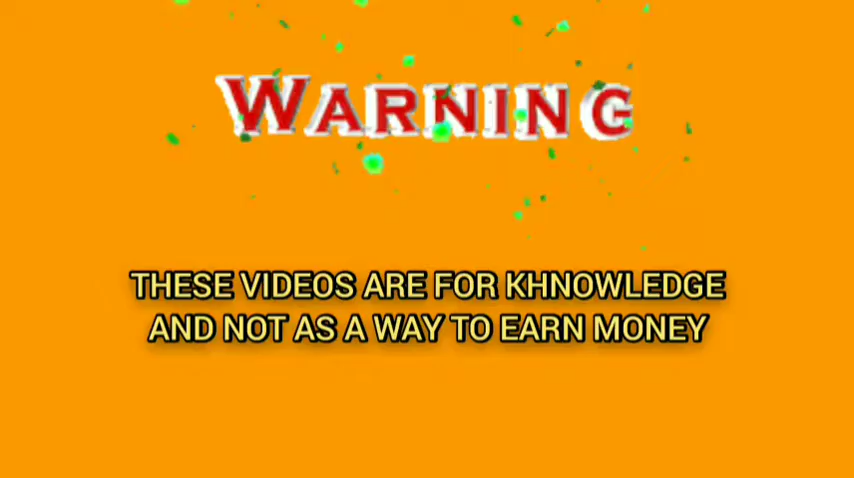 WARNING
THESE VIDEOS ARE FOR KHNOWLEDGE
AND NOT AS A WAY TO EARN MONEY